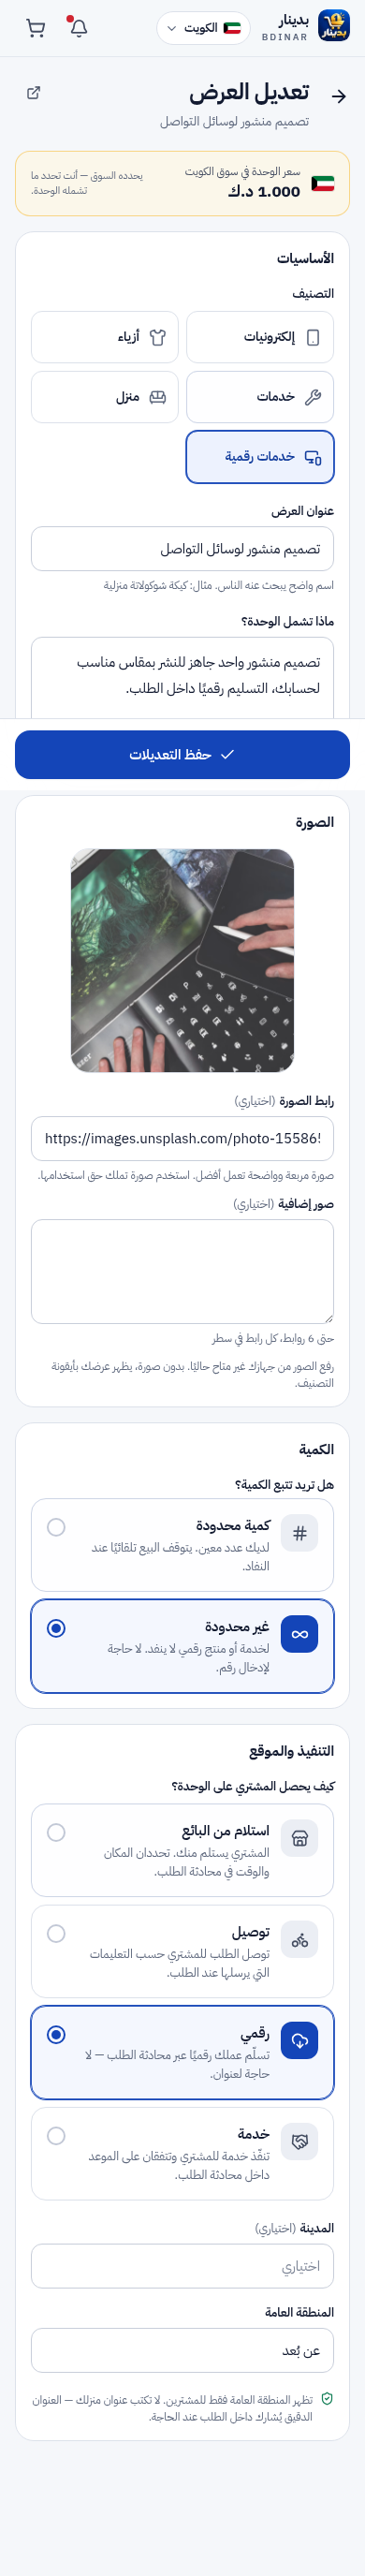 بدينار
BDINAR
الكويت
تعديل العرض
تصميم منشور لوسائل التواصل
سعر الوحدة في سوق الكويت
1.000 د.ك
يحدده السوق — أنت تحدد ما
تشمله الوحدة.
الأساسيات
التصنيف
إلكترونيات
أزياء
خدمات
منزل
خدمات رقمية
عنوان العرض
تصميم منشور لوسائل التواصل
اسم واضح يبحث عنه الناس. مثال: كيكة شوكولاتة منزلية
ماذا تشمل الوحدة؟
تصميم منشور واحد جاهز للنشر بمقاس مناسب
لحسابك، التسليم رقميًا داخل الطلب.
حفظ التعديلات
الصورة
رابط الصورة (اختياري)
https://images.unsplash.com/photo-15586
صورة مربعة وواضحة تعمل أفضل. استخدم صورة تملك حق استخدامها.
صور إضافية (اختياري)
حتى 6 روابط، كل رابط في سطر
رفع الصور من جهازك غير متاح حاليًا. بدون صورة، يظهر عرضك بأيقونة
التصنيف.
الكمية
هل تريد تتبع الكمية؟
كمية محدودة
لديك عدد معين. يتوقف البيع تلقائيًا عند
النفاد.
غير محدودة
لخدمة أو منتج رقمي لا ينفد. لا حاجة
لإدخال رقم.
التنفيذ والموقع
كيف يحصل المشتري على الوحدة؟
استلام من البائع
المشتري يستلم منك. تحددان المكان
والوقت في محادثة الطلب.
توصيل
توصل الطلب للمشتري حسب التعليمات
التي يرسلها عند الطلب.
رقمي
تسلّم عملك رقميًا عبر محادثة الطلب — لا
حاجة لعنوان.
خدمة
تنفّذ خدمة للمشتري وتتفقان على الموعد
داخل محادثة الطلب.
المدينة (اختياري)
اختياري
المنطقة العامة
عن بُعد
تظهر المنطقة العامة فقط للمشترين. لا تكتب عنوان منزلك — العنوان
الدقيق يُشارك داخل الطلب عند الحاجة.